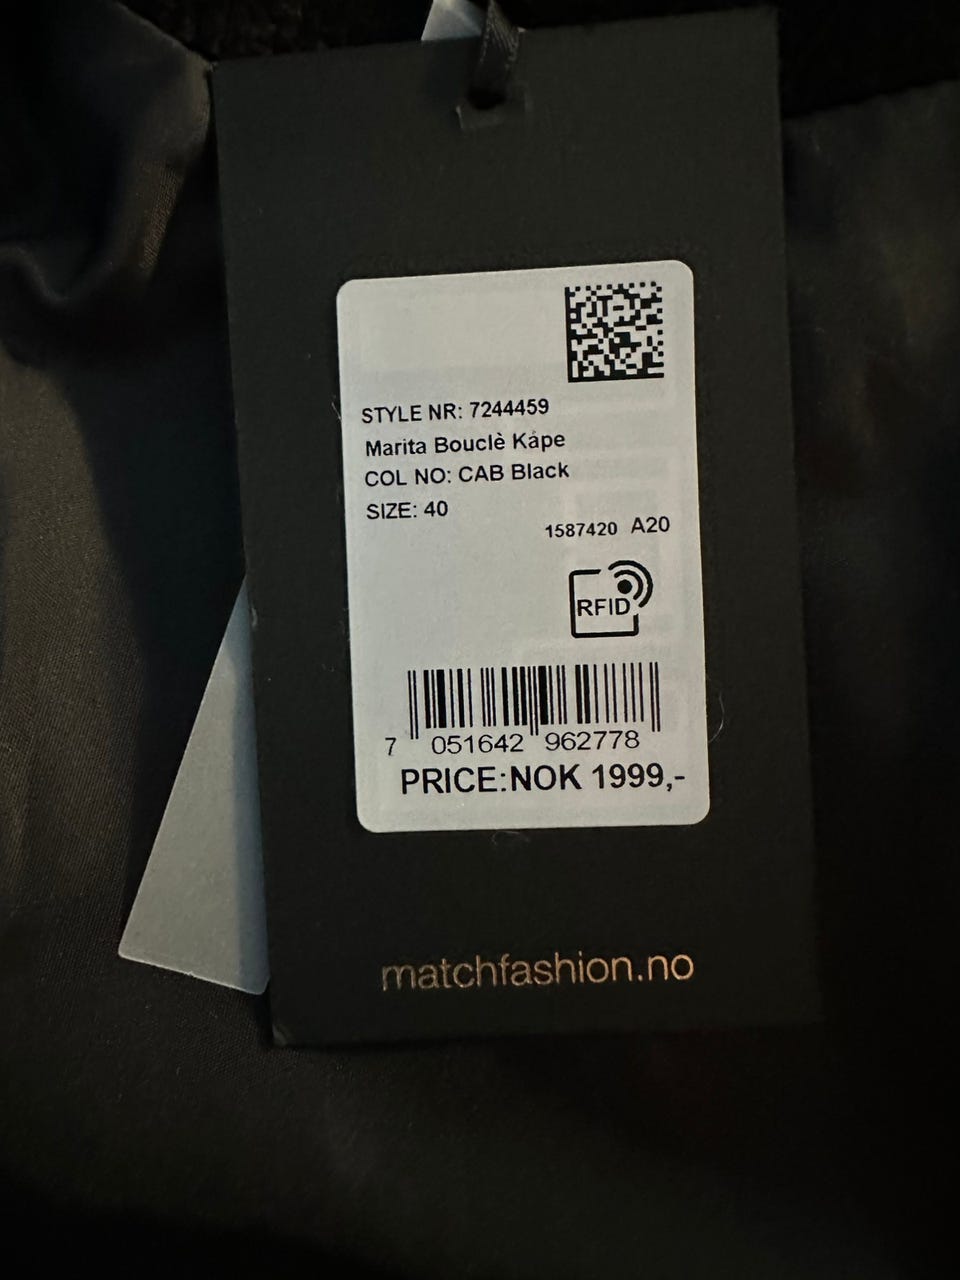 STYLE NR: 7244459
Marita Bouclè Kåpe
COL NO: CAB Black
SIZE: 40
1587420 A20
RFID
7 051642 962778
PRICE:NOK 1999,-
matchfashion.no